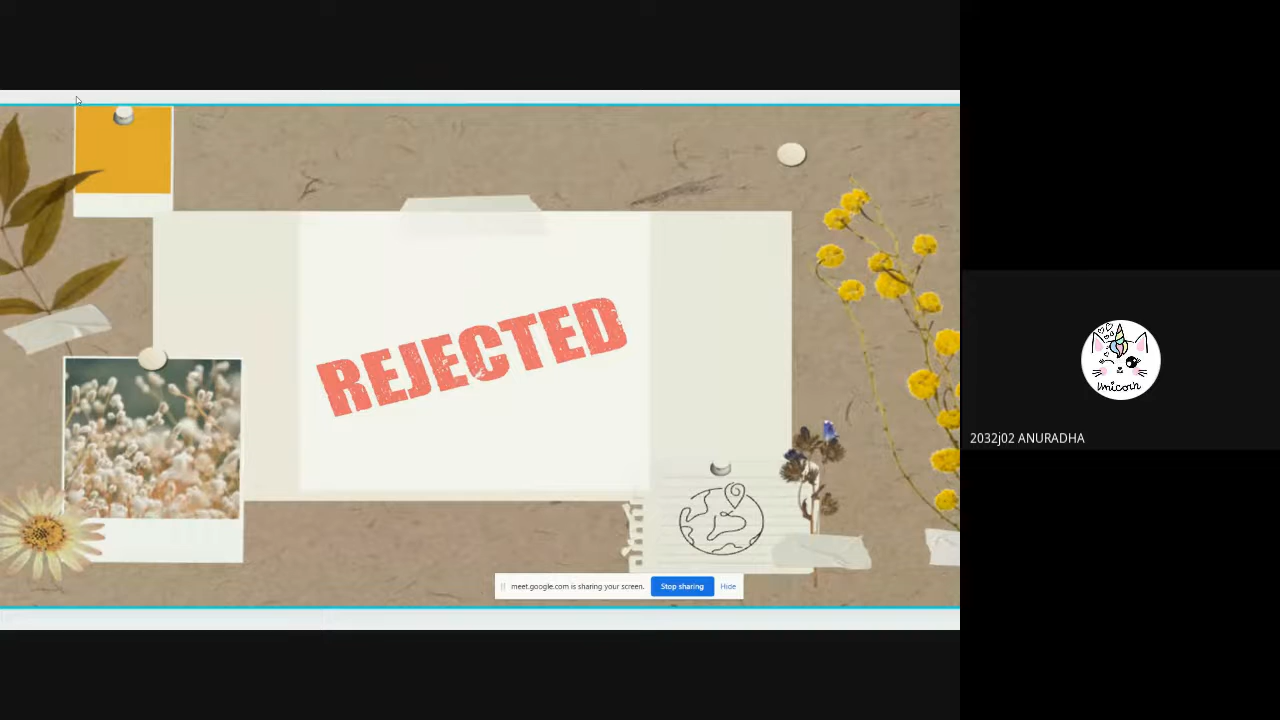 REJECTED
unicorn
2032j02 ANURADHA
meet.google.com is sharing your screen. Stop sharing Hide